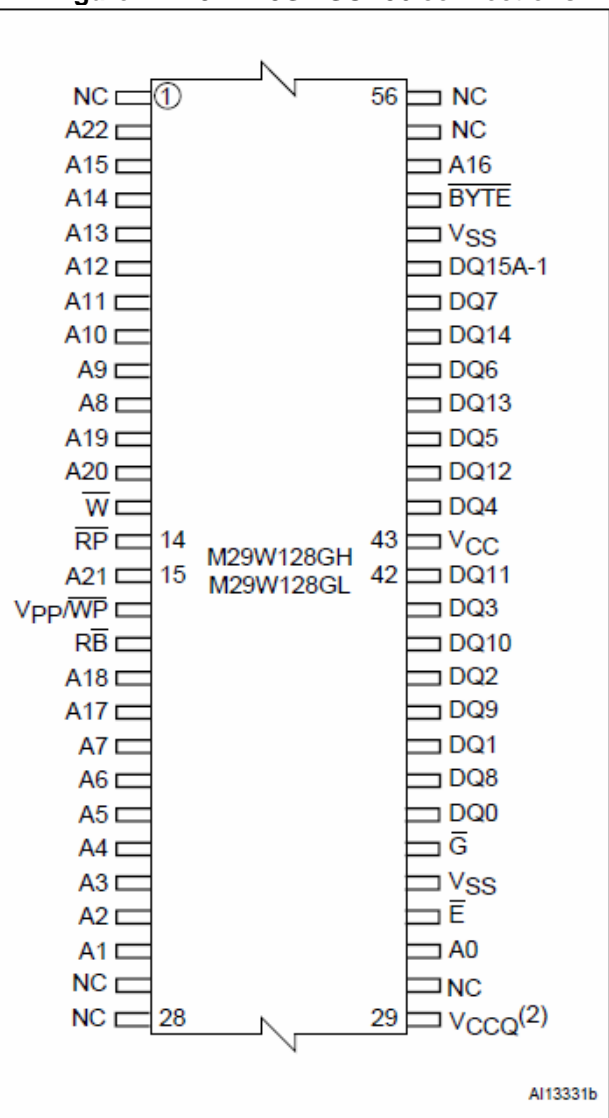 NC 1 56 NC
A22 NC
A15 A16
A14 B̅Y̅T̅E̅
A13 VSS
A12 DQ15A-1
A11 DQ7
A10 DQ14
A9 DQ6
A8 DQ13
A19 DQ5
A20 DQ12
W̅ DQ4
R̅P̅ 14 43 VCC
A21 15 42 DQ11
M29W128GH
M29W128GL
VPP/W̅P̅ DQ3
RB̅ DQ10
A18 DQ2
A17 DQ9
A7 DQ1
A6 DQ8
A5 DQ0
A4 G̅
A3 VSS
A2 E̅
A1 A0
NC NC
NC 28 29 VCCQ(2)
AI13331b